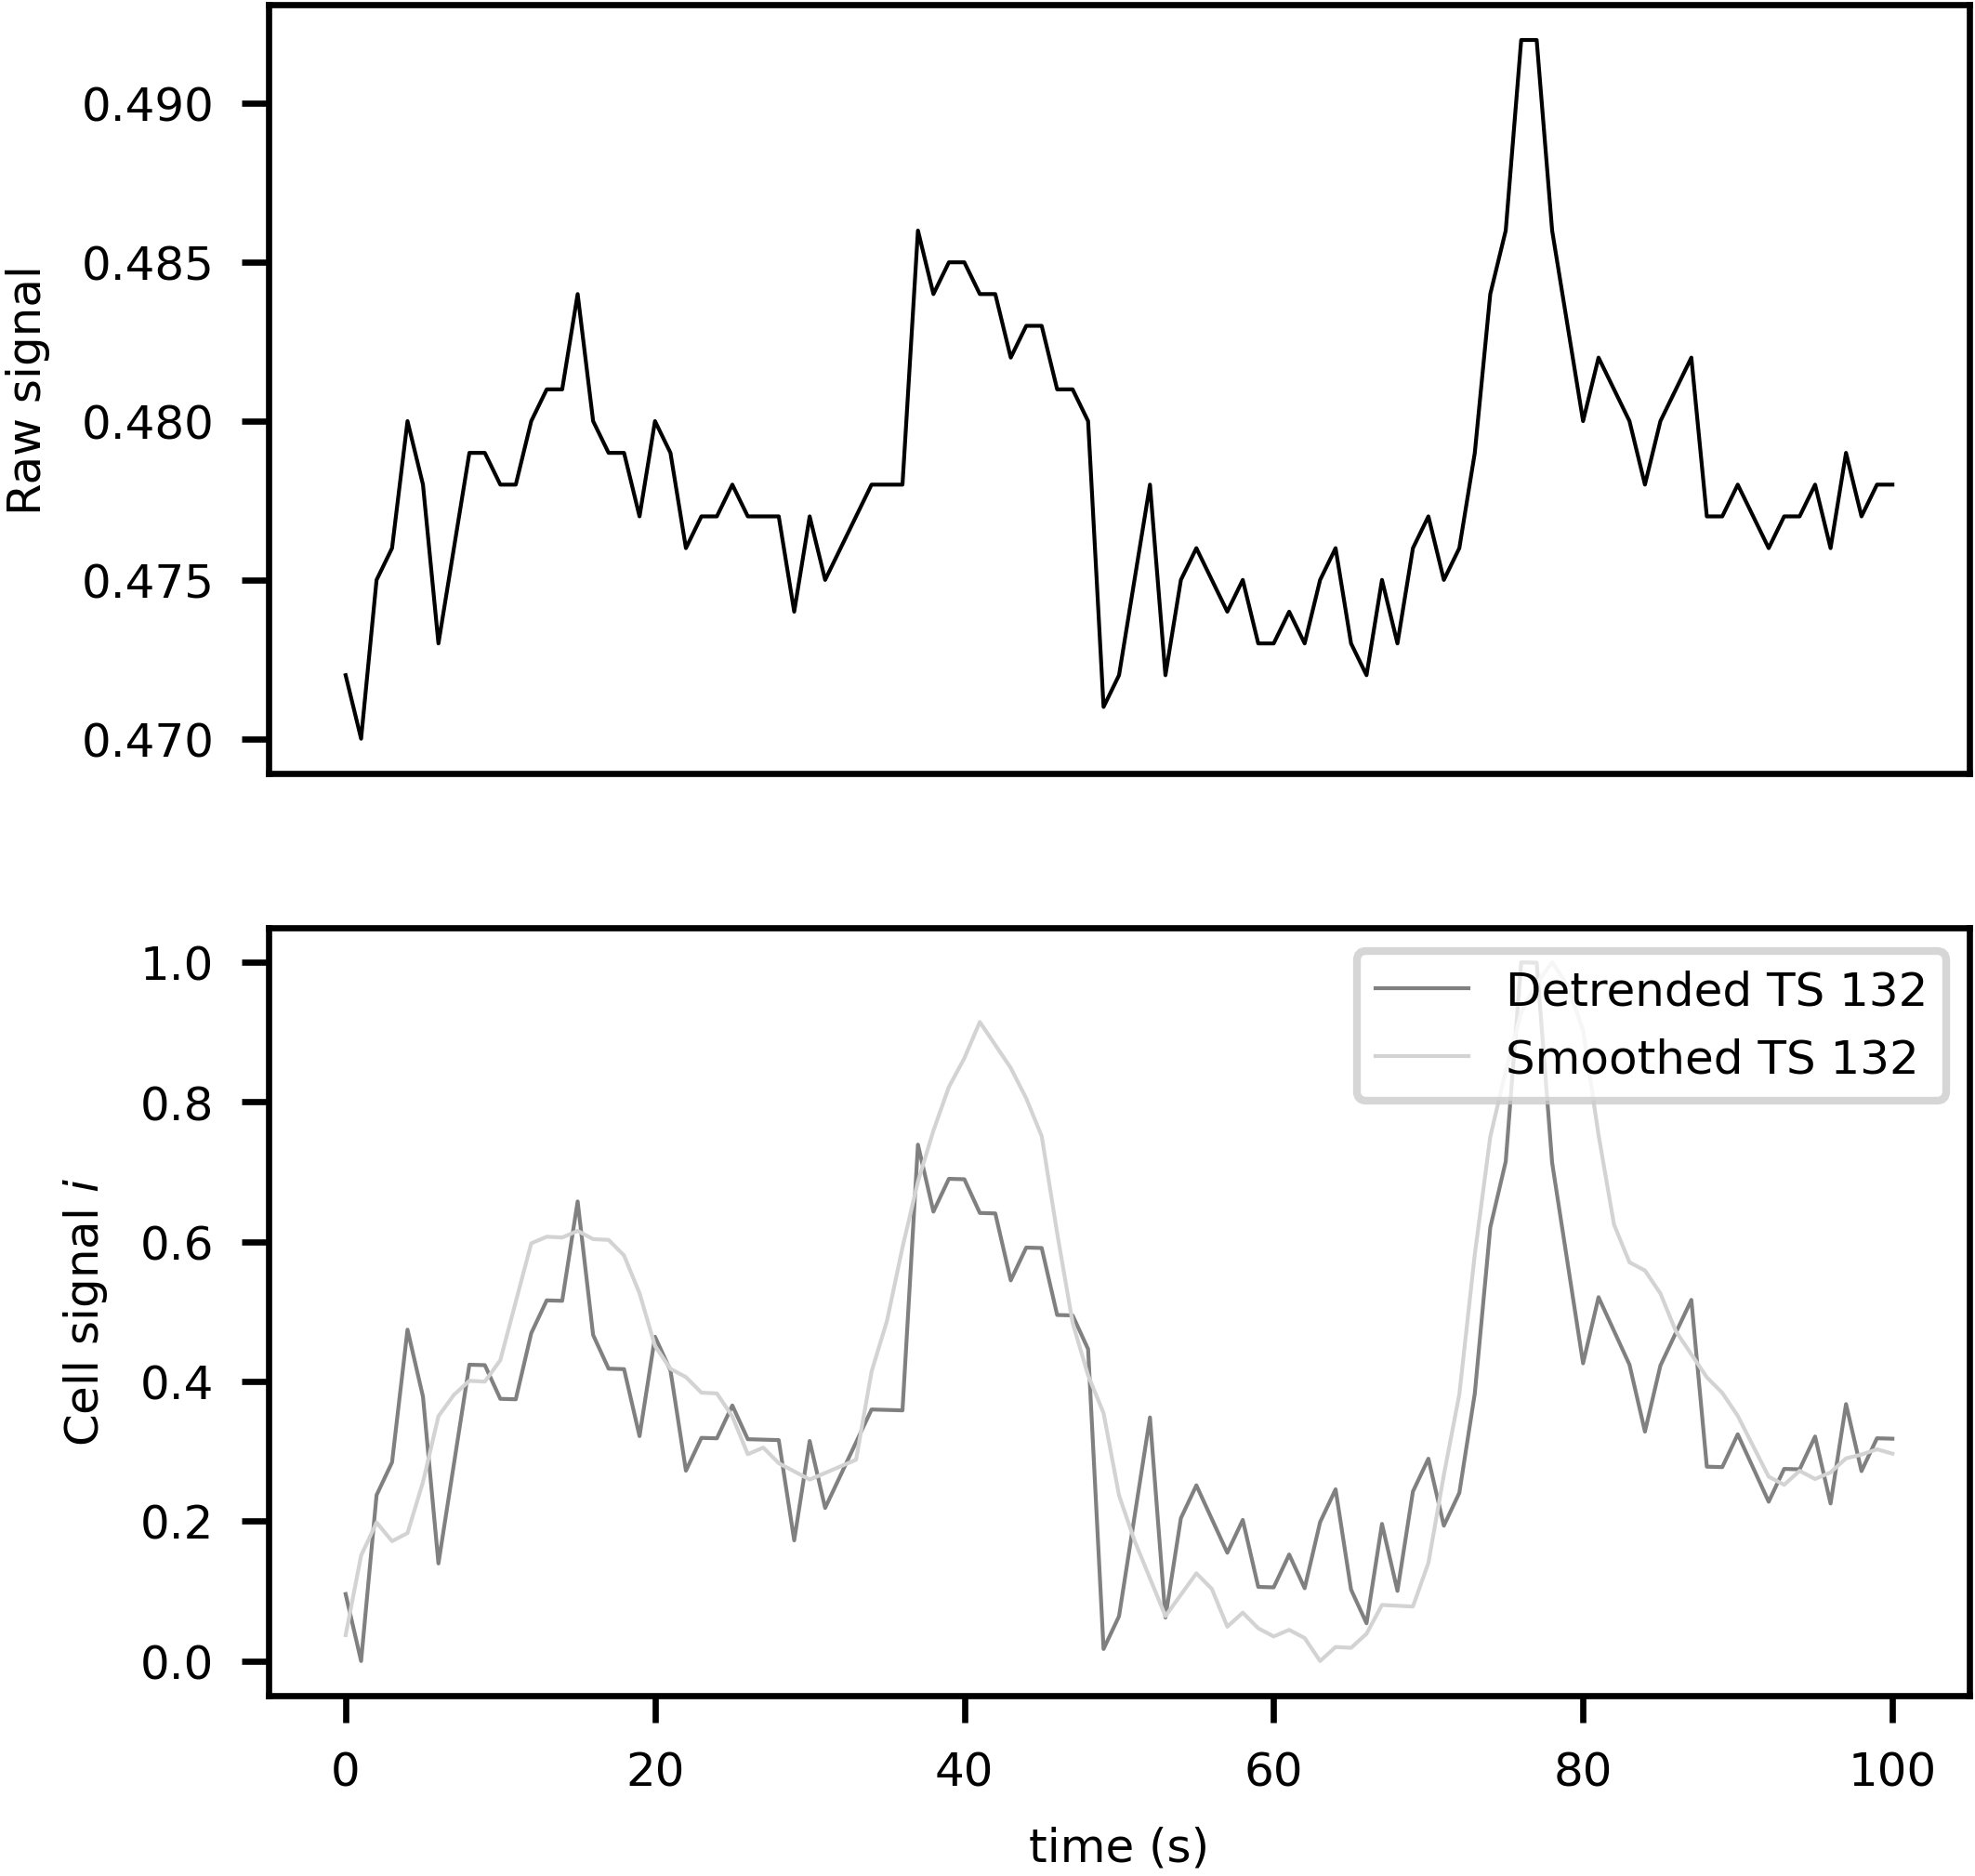 Raw signal
0.490
0.485
0.480
0.475
0.470
Cell signal i
1.0
0.8
0.6
0.4
0.2
0.0
Detrended TS 132
Smoothed TS 132
0 20 40 60 80 100
time (s)